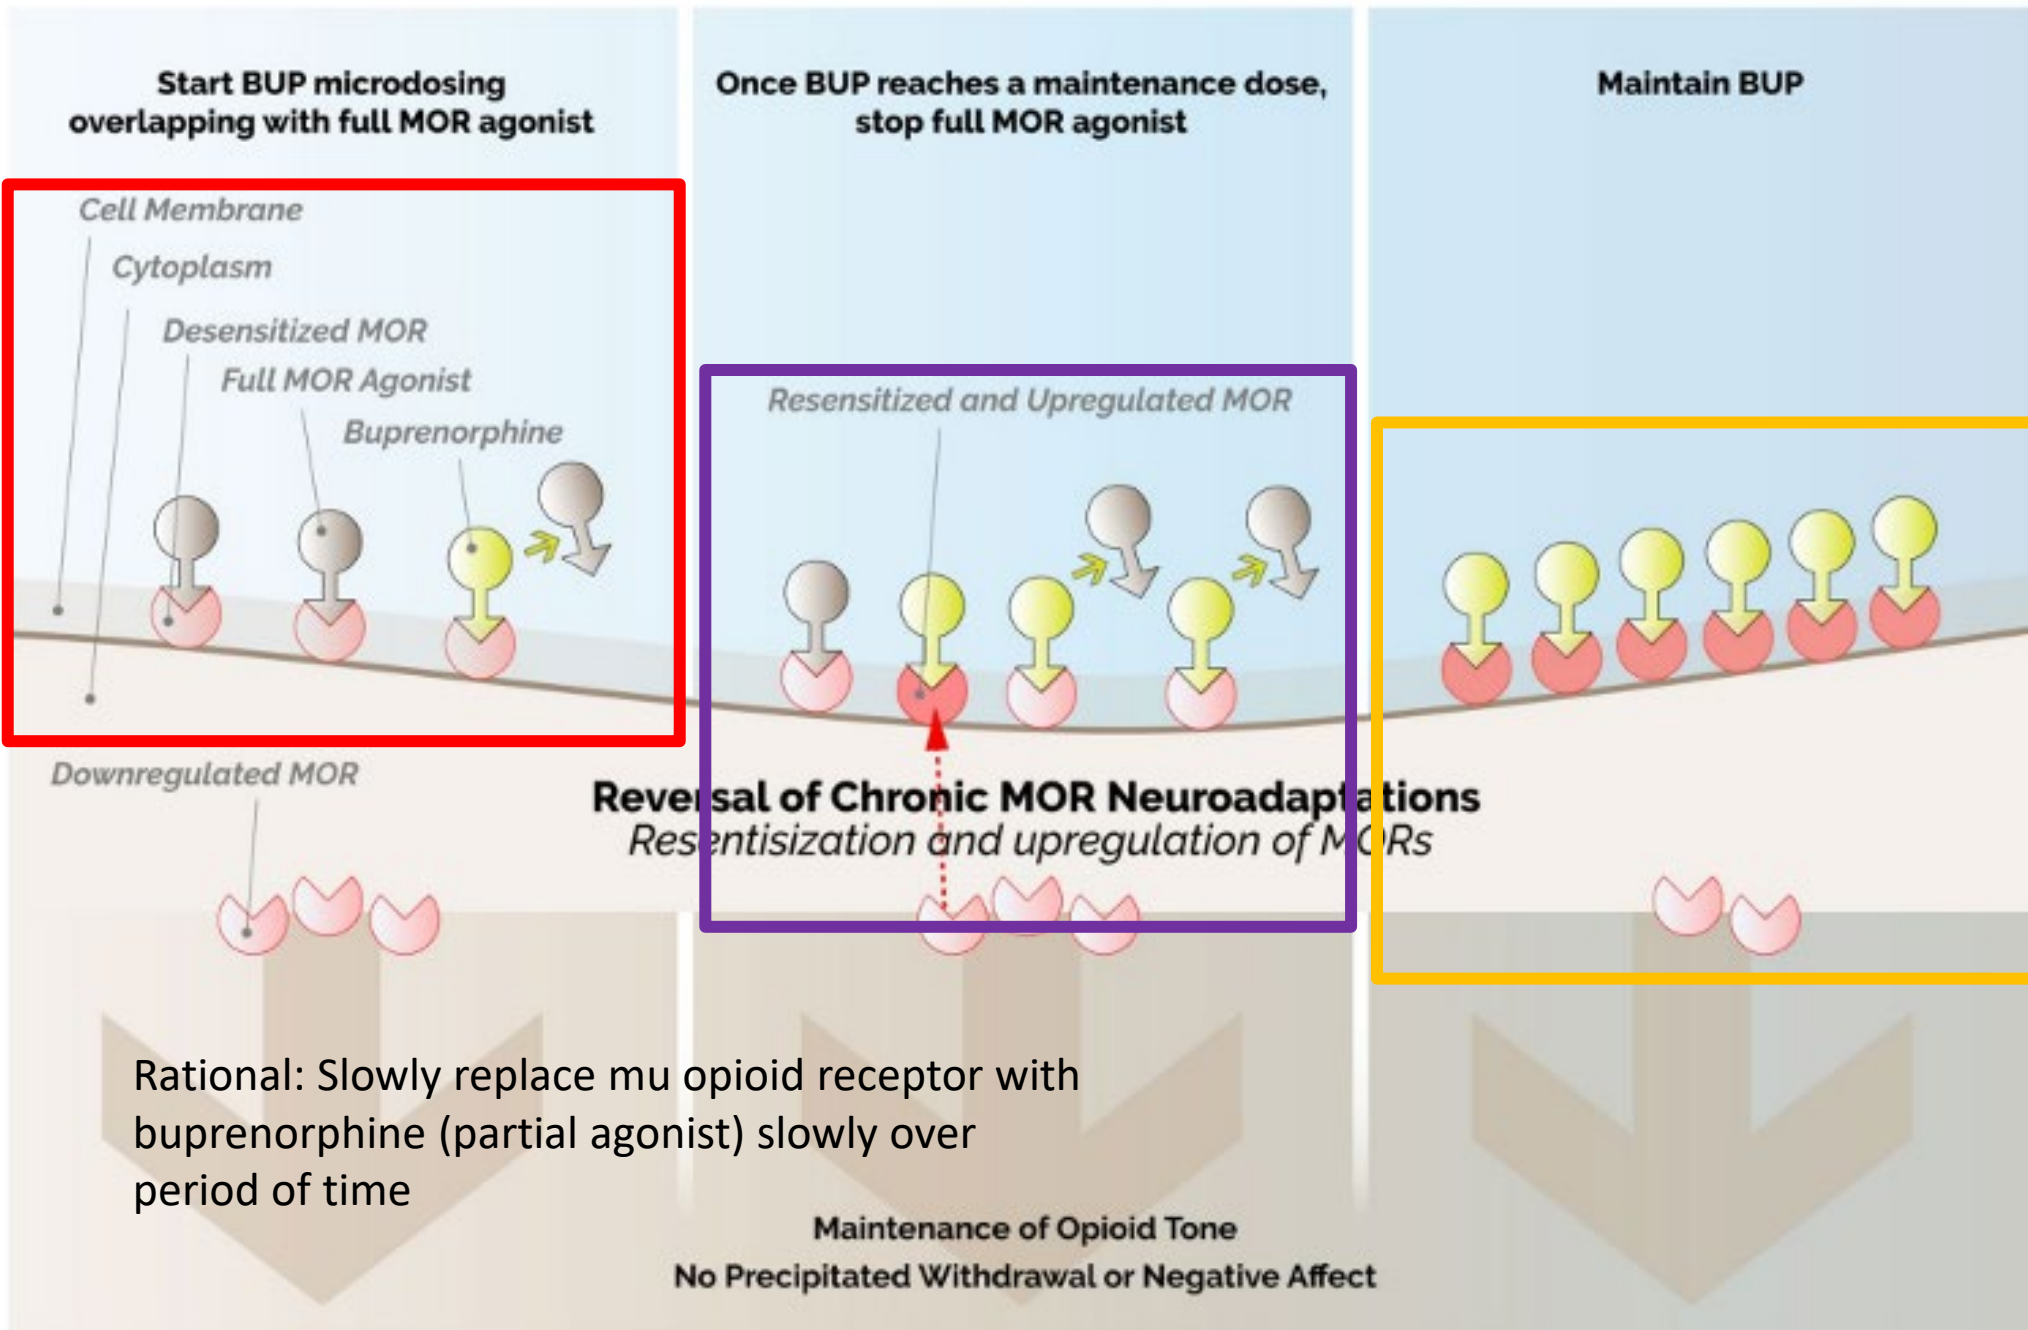 Start BUP microdosing
overlapping with full MOR agonist
Once BUP reaches a maintenance dose,
stop full MOR agonist
Maintain BUP
Cell Membrane
Cytoplasm
Desensitized MOR
Full MOR Agonist
Buprenorphine
Resensitized and Upregulated MOR
Downregulated MOR
Reversal of Chronic MOR Neuroadaptations
Resentisization and upregulation of MORs
Rational: Slowly replace mu opioid receptor with
buprenorphine (partial agonist) slowly over
period of time
Maintenance of Opioid Tone
No Precipitated Withdrawal or Negative Affect